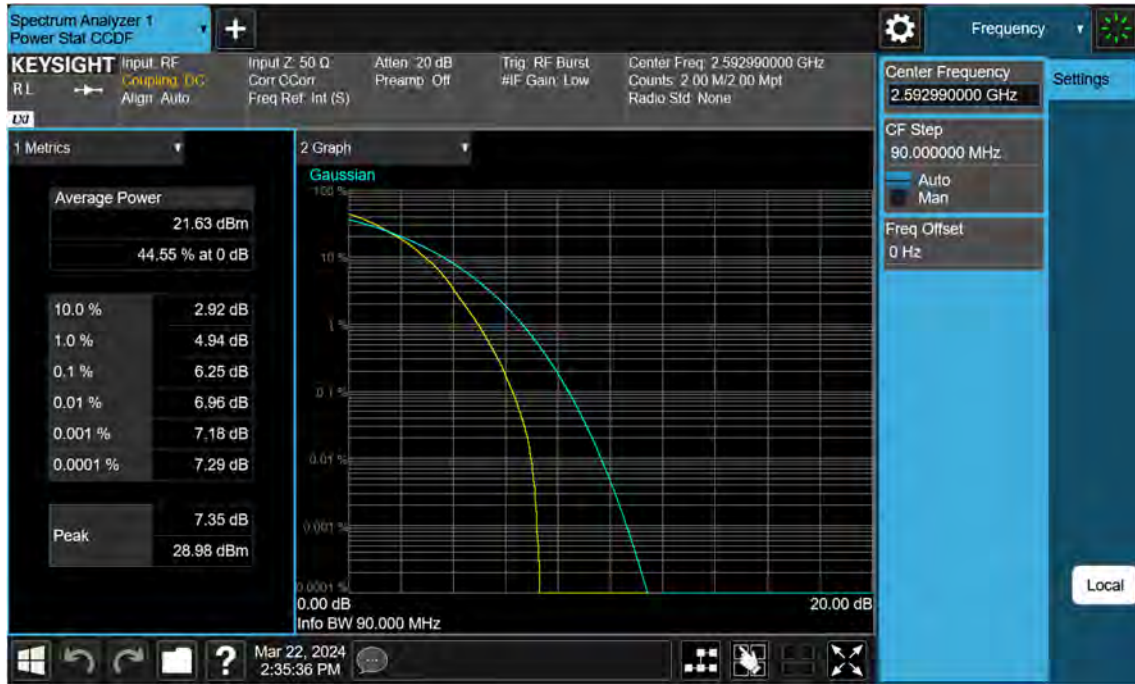 Spectrum Analyzer 1
Power Stat CCDF
Frequency
KEYSIGHT
RL
LXI
Input: RF
Coupling: DC
Align: Auto
Input Z: 50 Ω
Corr CCorr
Freq Ref: Int (S)
Atten: 20 dB
Preamp: Off
Trig: RF Burst
#IF Gain: Low
Center Freq: 2.592990000 GHz
Counts: 2.00 M/2.00 Mpt
Radio Std: None
Center Frequency
2.592990000 GHz
Settings
CF Step
90.000000 MHz
Auto
Man
Freq Offset
0 Hz
1 Metrics
Average Power
21.63 dBm
44.55 % at 0 dB
10.0 % 2.92 dB
1.0 % 4.94 dB
0.1 % 6.25 dB
0.01 % 6.96 dB
0.001 % 7.18 dB
0.0001 % 7.29 dB
Peak
7.35 dB
28.98 dBm
2 Graph
Gaussian
100 %
10 %
1 %
0.1 %
0.01 %
0.001 %
0.0001 %
0.00 dB 20.00 dB
Info BW 90.000 MHz
Local
?
Mar 22, 2024
2:35:36 PM